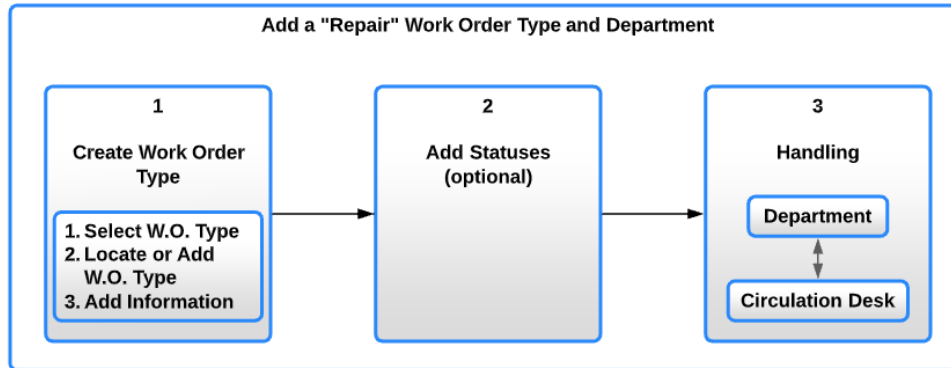 Add a "Repair" Work Order Type and Department
1
Create Work Order
Type
1. Select W.O. Type
2. Locate or Add
W.O. Type
3. Add Information
2
Add Statuses
(optional)
3
Handling
Department
Circulation Desk